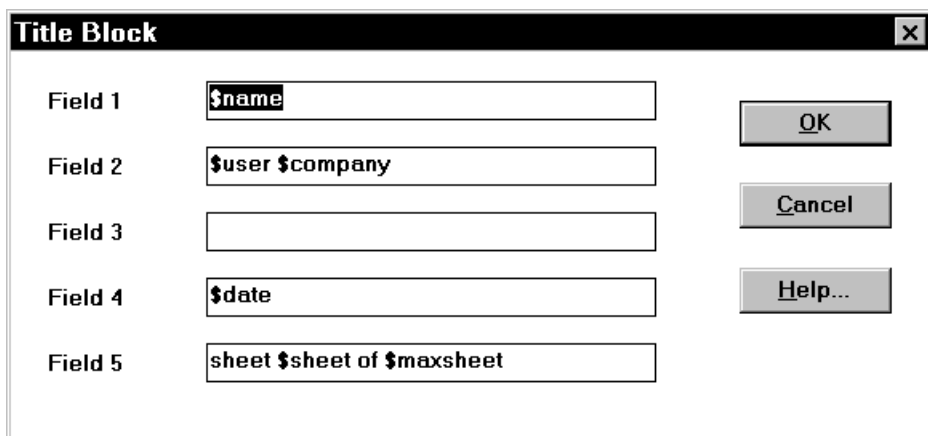 Title Block
Field 1 $name
OK
Field 2 $user $company
Cancel
Field 3
Field 4 $date
Help...
Field 5 sheet $sheet of $maxsheet